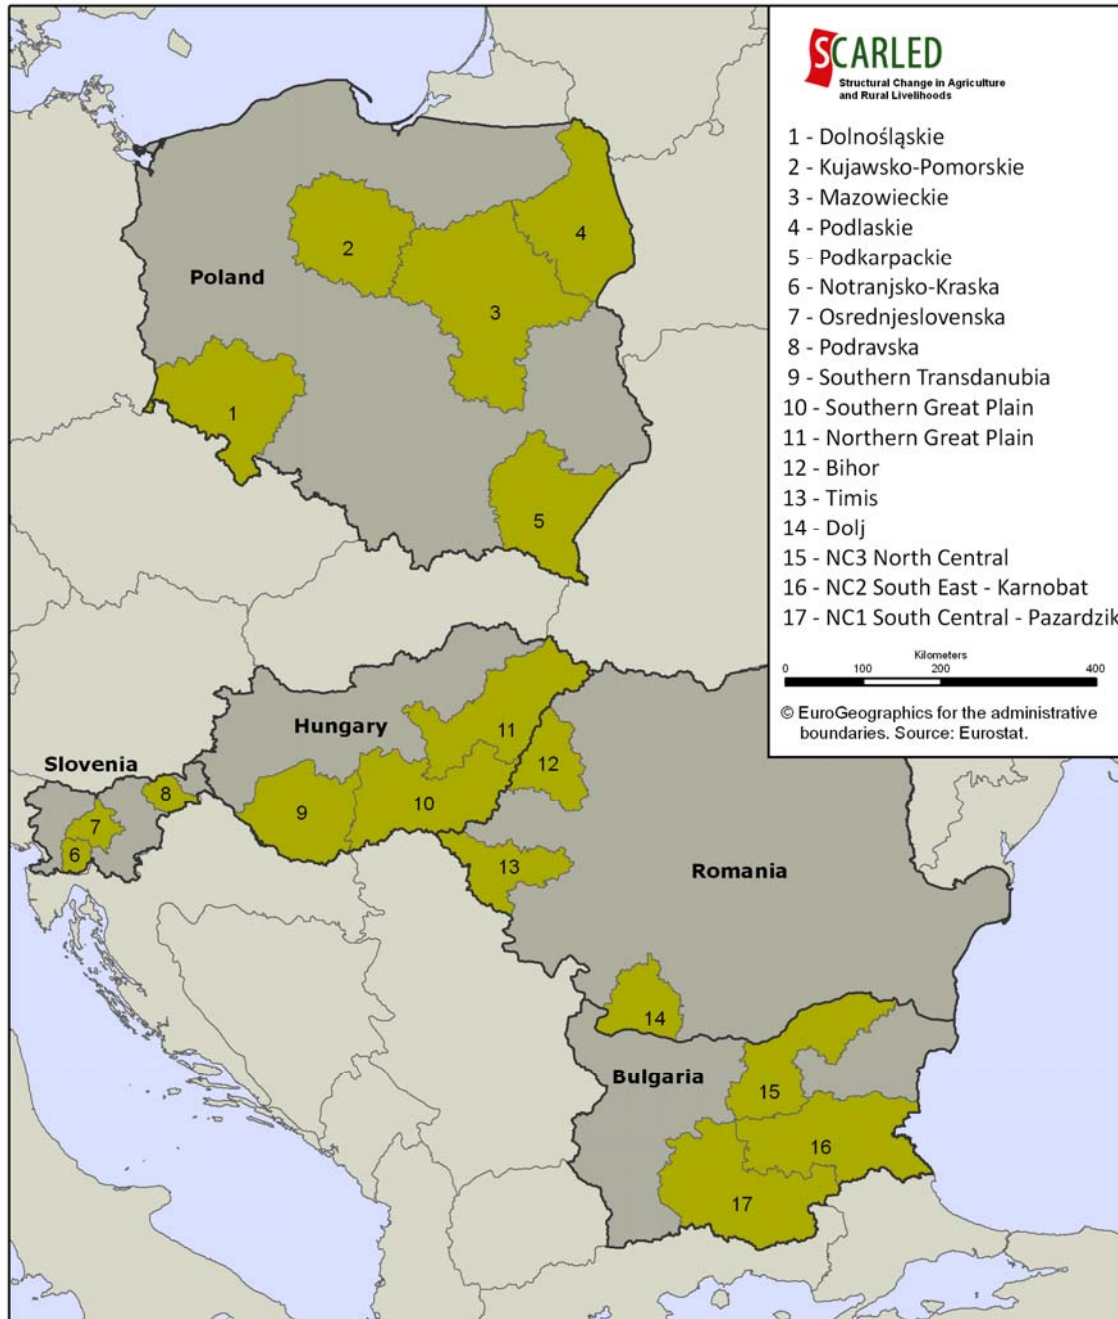 SCARLED
Structural Change in Agriculture
and Rural Livelihoods
1 - Dolnośląskie
2 - Kujawsko-Pomorskie
3 - Mazowieckie
4 - Podlaskie
5 - Podkarpackie
6 - Notranjsko-Kraska
7 - Osrednjeslovenska
8 - Podravska
9 - Southern Transdanubia
10 - Southern Great Plain
11 - Northern Great Plain
12 - Bihor
13 - Timis
14 - Dolj
15 - NC3 North Central
16 - NC2 South East - Karnobat
17 - NC1 South Central - Pazardzik
Kilometers
0 100 200 400
© EuroGeographics for the administrative
boundaries. Source: Eurostat.
4
2
Poland
3
1
5
Hungary
11
Slovenia
12
8
10
9
7
6
13
Romania
14
Bulgaria
15
16
17